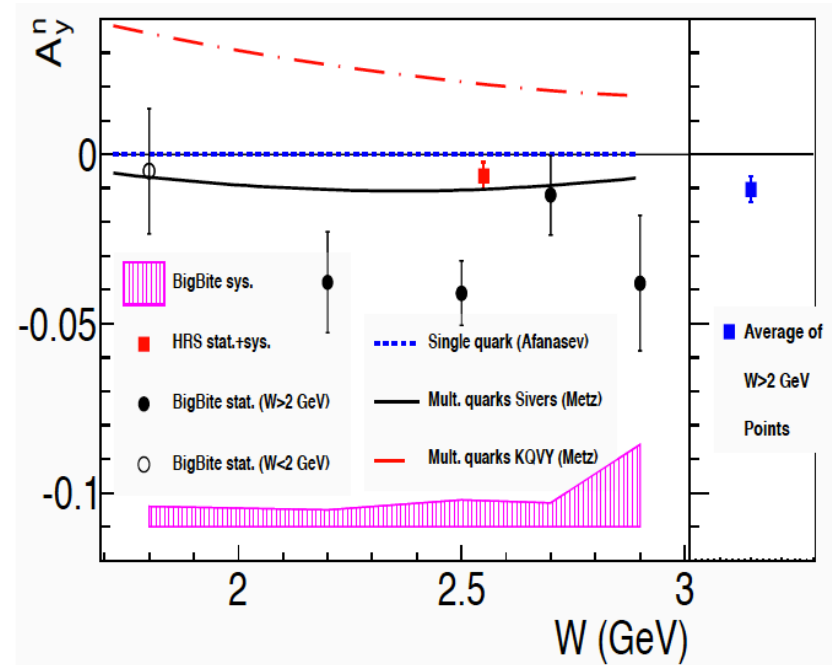 A_y^n
0
-0.05
-0.1
BigBite sys.
HRS stat.+sys.
BigBite stat. (W>2 GeV)
BigBite stat. (W<2 GeV)
Single quark (Afanasev)
Mult. quarks Sivers (Metz)
Mult. quarks KQVY (Metz)
Average of
W>2 GeV
Points
2
2.5
3
W (GeV)